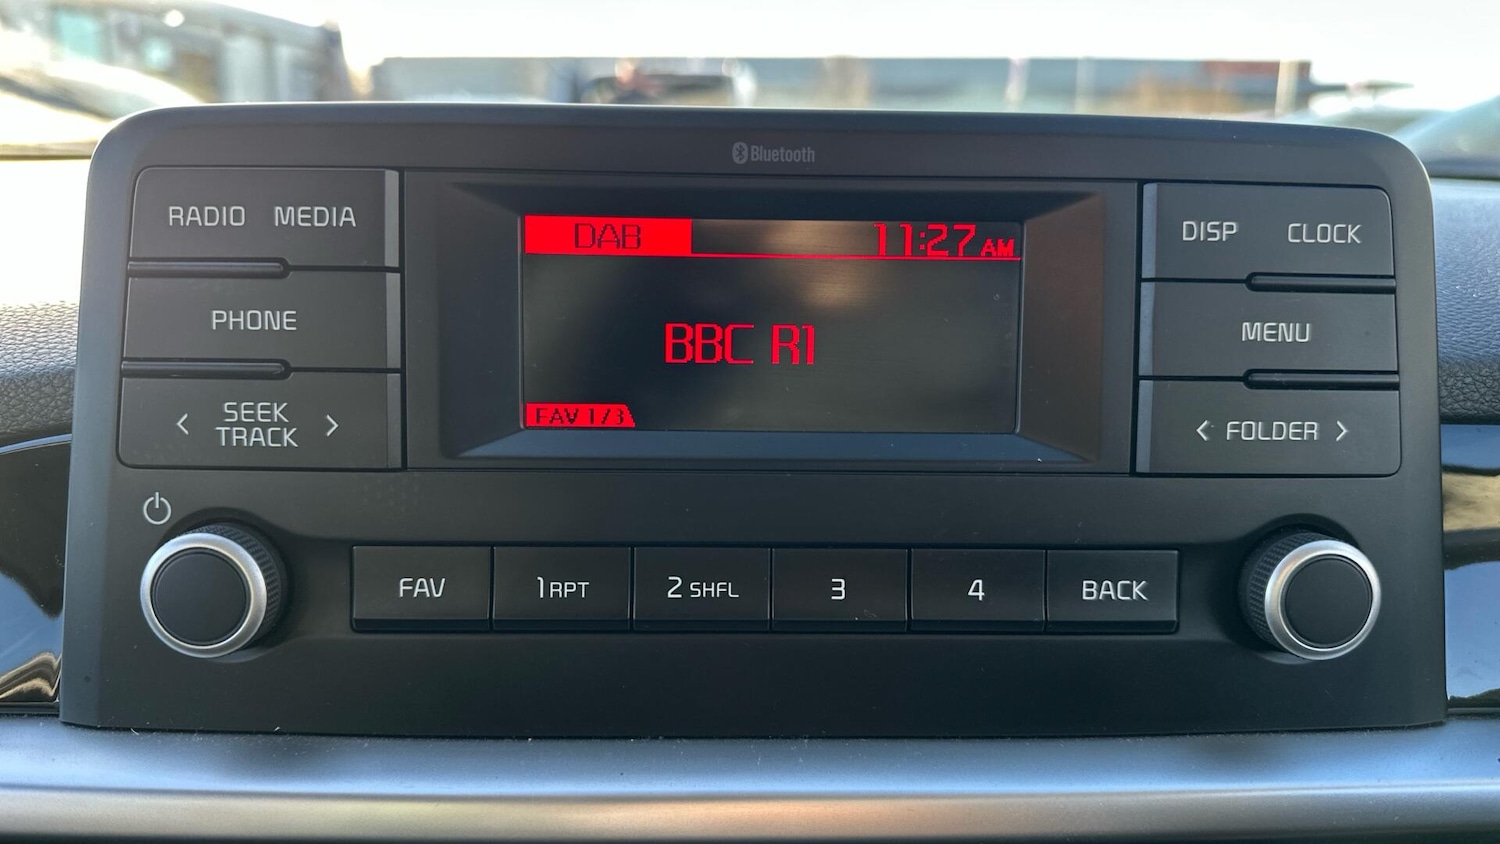 Bluetooth
RADIO MEDIA
PHONE
< SEEK TRACK >
DAB 11:27 AM
BBC R1
FAV 1/3
DISP CLOCK
MENU
< FOLDER >
FAV 1 RPT 2 SHFL 3 4 BACK